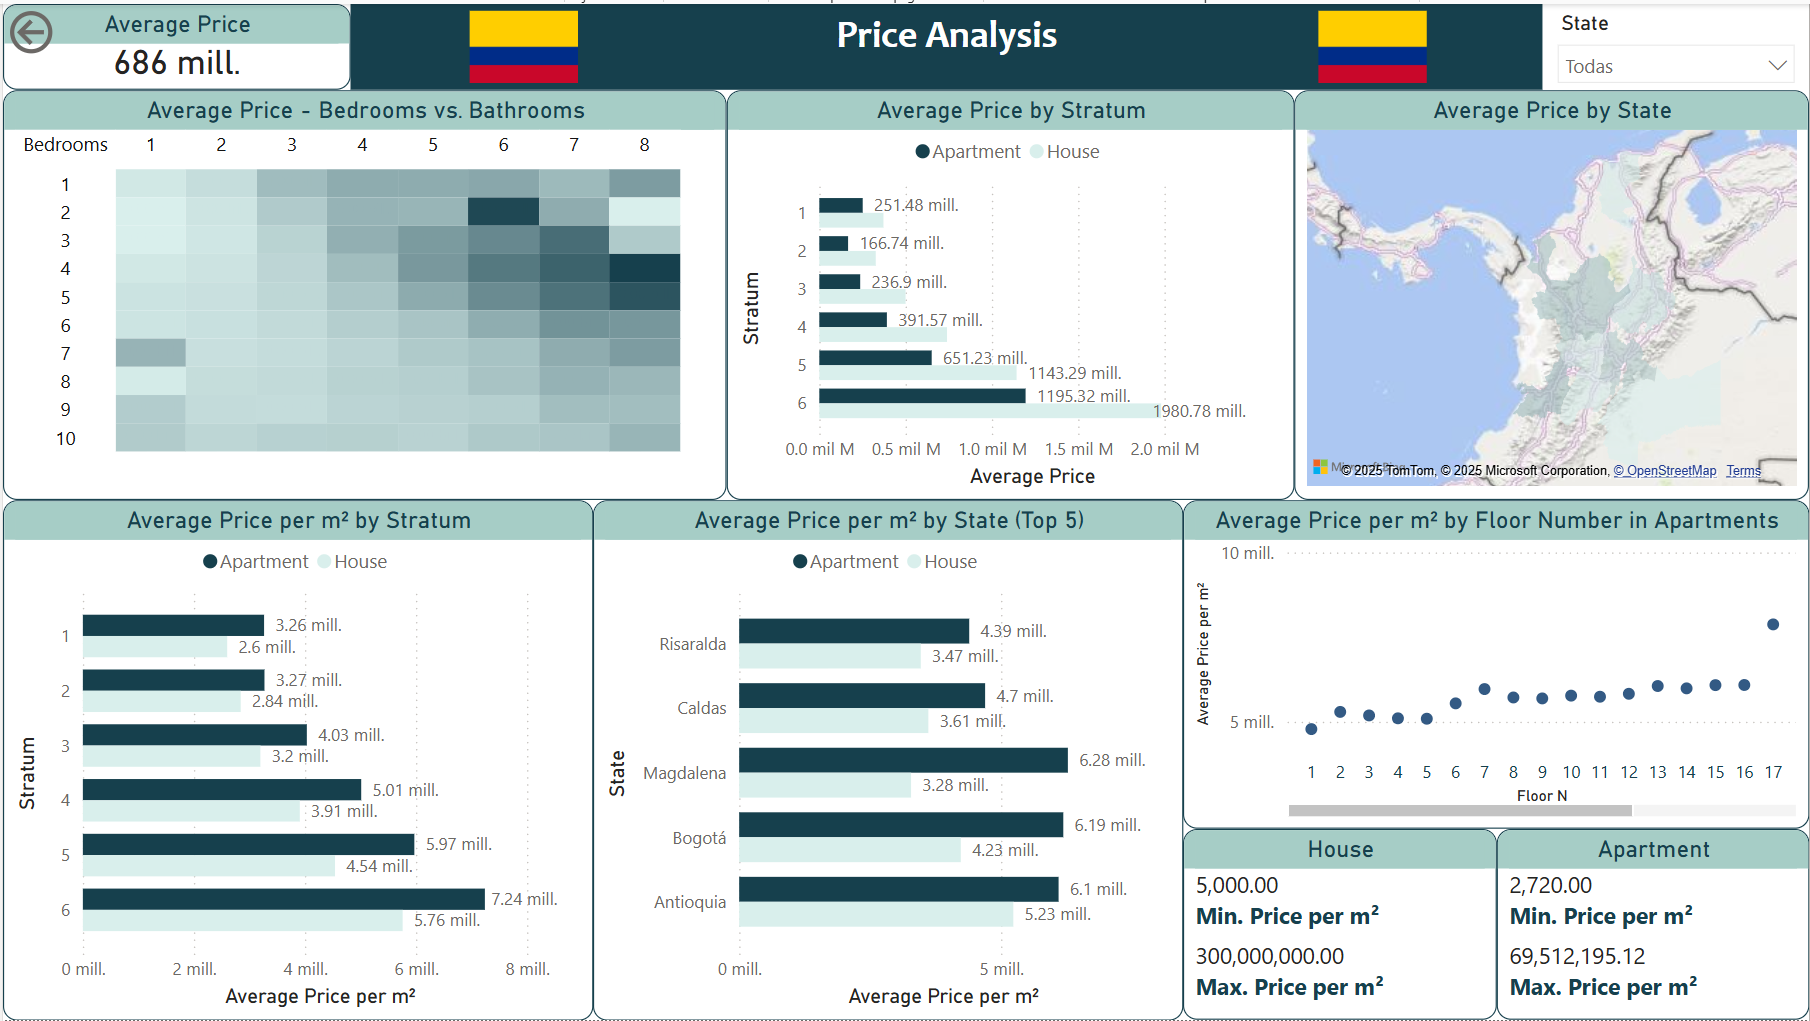 Average Price
686 mill.
Price Analysis
State
Todas
Average Price - Bedrooms vs. Bathrooms
Bedrooms 1 2 3 4 5 6 7 8
1
2
3
4
5
6
7
8
9
10
Average Price by Stratum
Apartment House
Stratum
1 251.48 mill.
2 166.74 mill.
3 236.9 mill.
4 391.57 mill.
651.23 mill.
5 1143.29 mill.
6 1195.32 mill.
1980.78 mill.
0.0 mil M 0.5 mil M 1.0 mil M 1.5 mil M 2.0 mil M
Average Price
Average Price by State
© 2025 TomTom, © 2025 Microsoft Corporation, © OpenStreetMap Terms
Average Price per m² by Stratum
Apartment House
Stratum
1 3.26 mill.
2.6 mill.
2 3.27 mill.
2.84 mill.
3 4.03 mill.
3.2 mill.
4 5.01 mill.
3.91 mill.
5 5.97 mill.
4.54 mill.
6 7.24 mill.
5.76 mill.
0 mill. 2 mill. 4 mill. 6 mill. 8 mill.
Average Price per m²
Average Price per m² by State (Top 5)
Apartment House
State
Risaralda 4.39 mill.
3.47 mill.
Caldas 4.7 mill.
3.61 mill.
Magdalena 6.28 mill.
3.28 mill.
Bogotá 6.19 mill.
4.23 mill.
Antioquia 6.1 mill.
5.23 mill.
0 mill. 5 mill.
Average Price per m²
Average Price per m² by Floor Number in Apartments
Average Price per m²
10 mill.
5 mill.
1 2 3 4 5 6 7 8 9 10 11 12 13 14 15 16 17
Floor N
House
5,000.00
Min. Price per m²
300,000,000.00
Max. Price per m²
Apartment
2,720.00
Min. Price per m²
69,512,195.12
Max. Price per m²